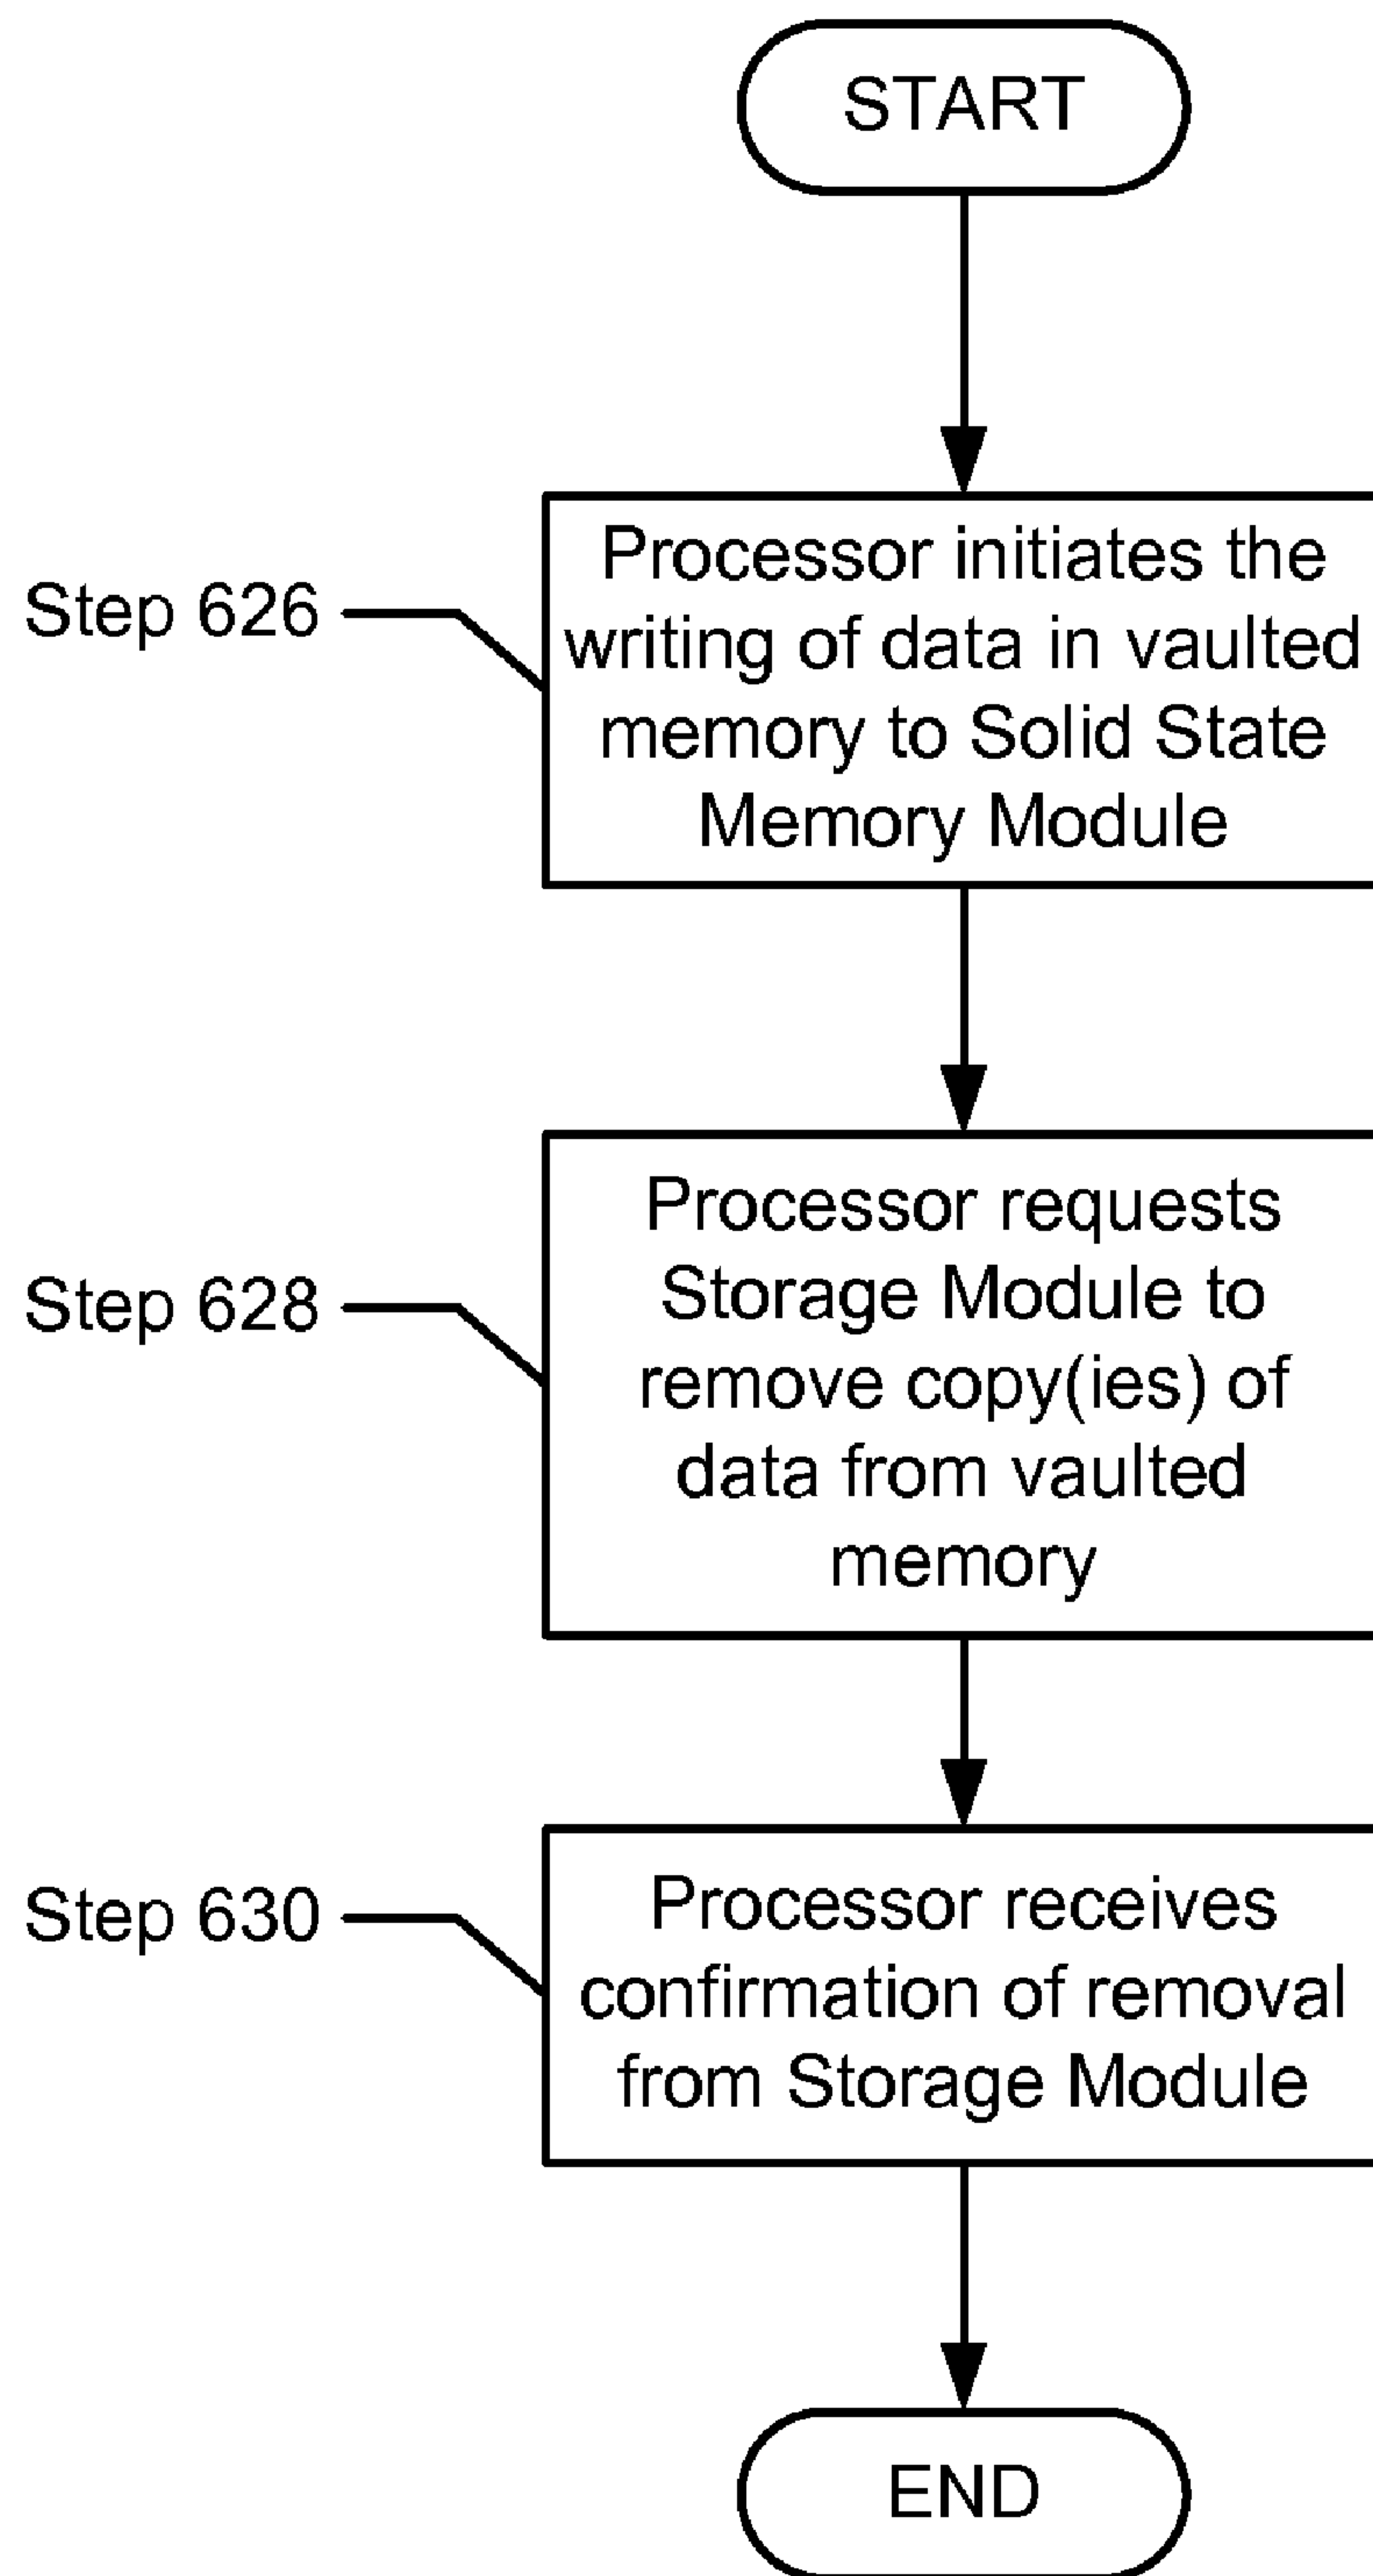 START
Step 626
Processor initiates the
writing of data in vaulted
memory to Solid State
Memory Module
Step 628
Processor requests
Storage Module to
remove copy(ies) of
data from vaulted
memory
Step 630
Processor receives
confirmation of removal
from Storage Module
END